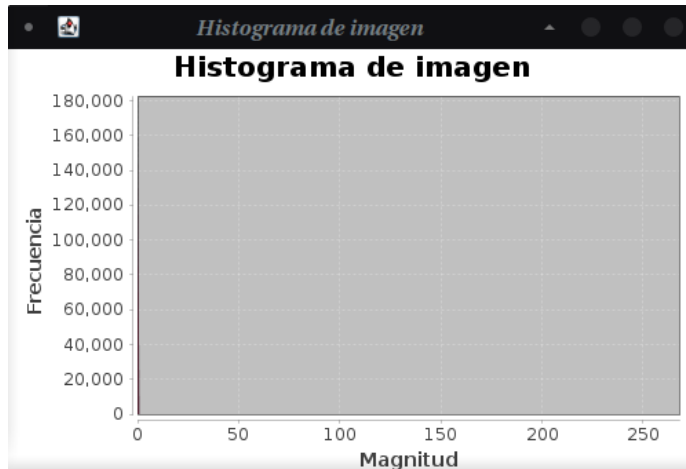 Histograma de imagen
Histograma de imagen
180,000
160,000
140,000
120,000
100,000
80,000
60,000
40,000
20,000
0
Frecuencia
0 50 100 150 200 250
Magnitud